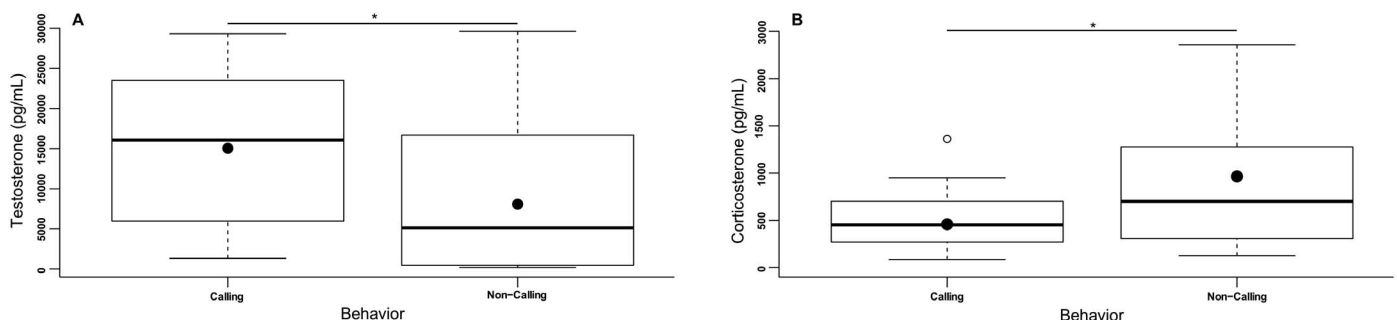 A
*
Testosterone (pg/mL)
30000
25000
20000
15000
10000
5000
0
Calling
Non−Calling
Behavior
B
*
Corticosterone (pg/mL)
3000
2000
1500
1000
500
0
Calling
Non−Calling
Behavior